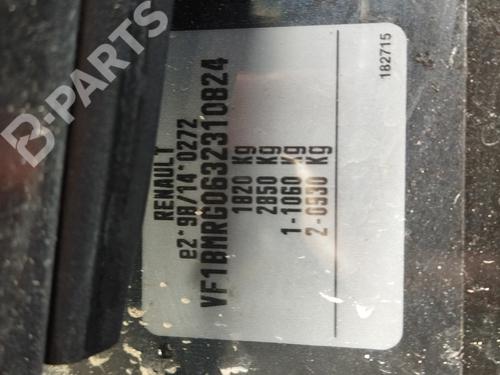 RENAULT
e2*98/14*0272
VF1BMRG0632310824
1820 Kg
2850 Kg
1-1060 Kg
2-0930 Kg
182715
B-PARTS